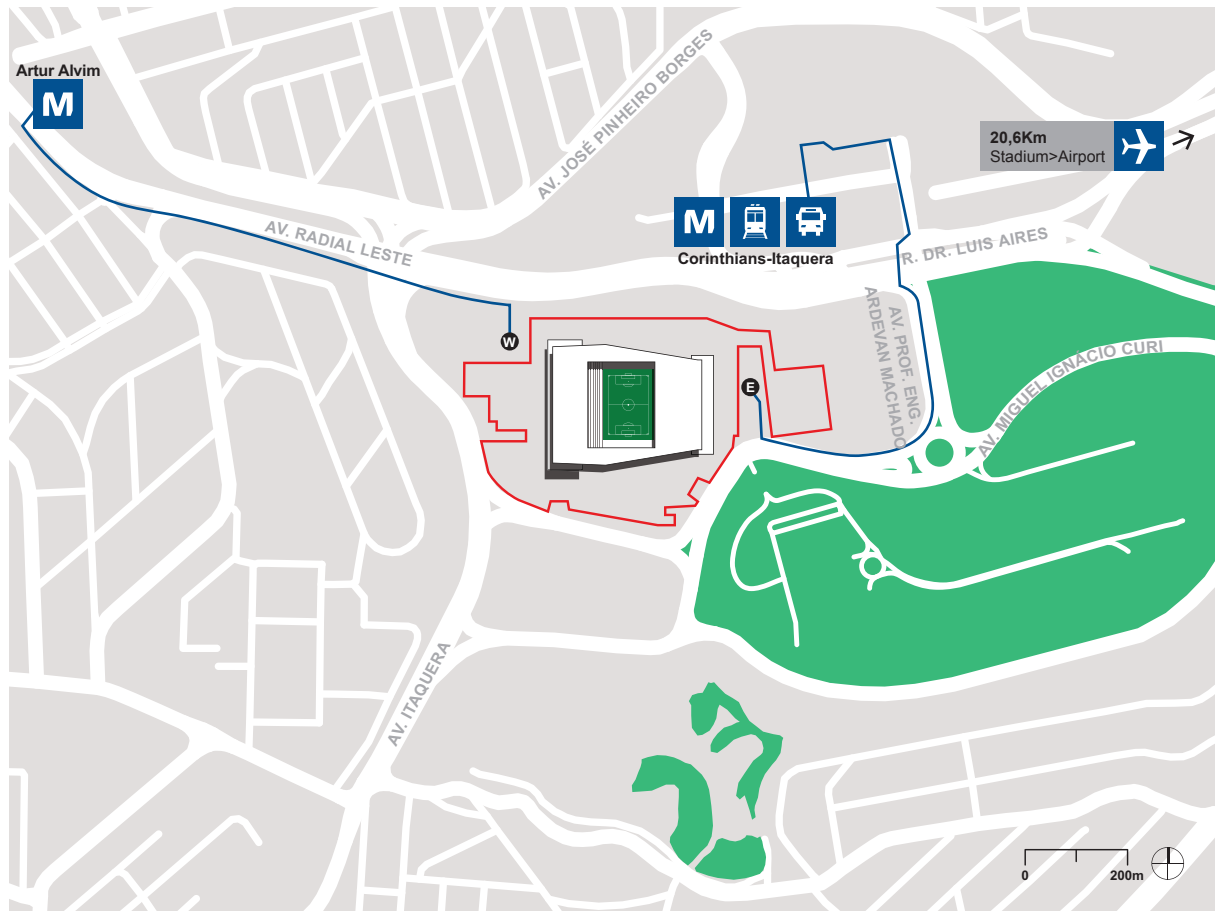 Artur Alvim
M
AV. JOSÉ PINHEIRO BORGES
20,6Km
Stadium>Airport
M
Corinthians-Itaquera
AV. RADIAL LESTE
R. DR. LUIS AIRES
AV. PROF. ENG.
ARDEVAN MACHADO
W
E
AV. MIGUEL IGNACIO CURI
AV. ITAQUERA
0
200m